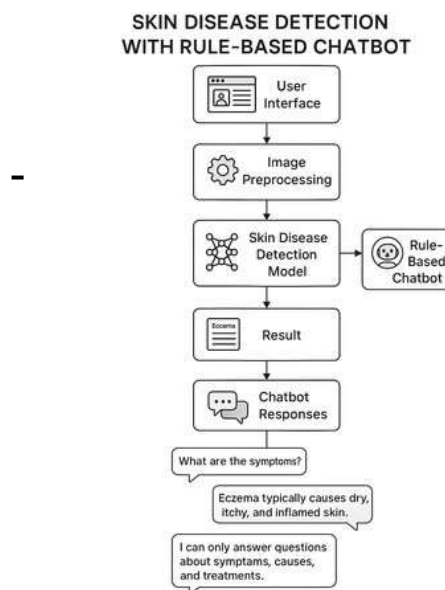 SKIN DISEASE DETECTION
WITH RULE-BASED CHATBOT
User
Interface
Image
Preprocessing
Skin Disease
Detection
Model
Rule-
Based
Chatbot
Eccema
Result
Chatbot
Responses
What are the symptoms?
Eczema typically causes dry,
itchy, and inflamed skin.
I can only answer questions
about symptams, causes,
and treatments.